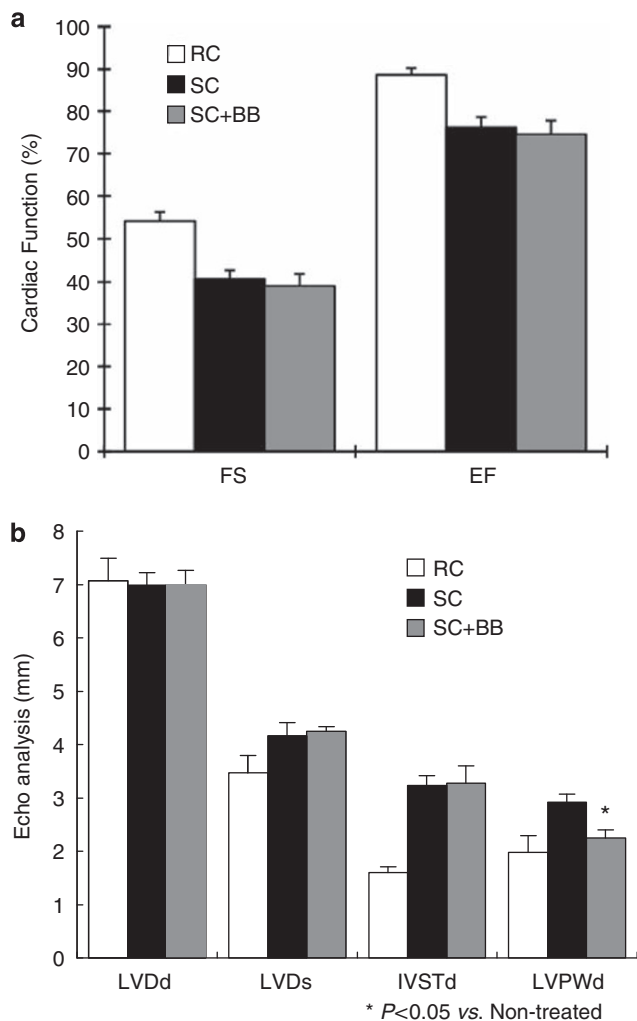 a
100
90
80
70
60
50
40
30
20
10
0
Cardiac Function (%)
RC
SC
SC+BB
FS
EF
b
8
7
6
5
4
3
2
1
0
Echo analysis (mm)
RC
SC
SC+BB
*
LVDd
LVDs
IVSTd
LVPWd
* P<0.05 vs. Non-treated